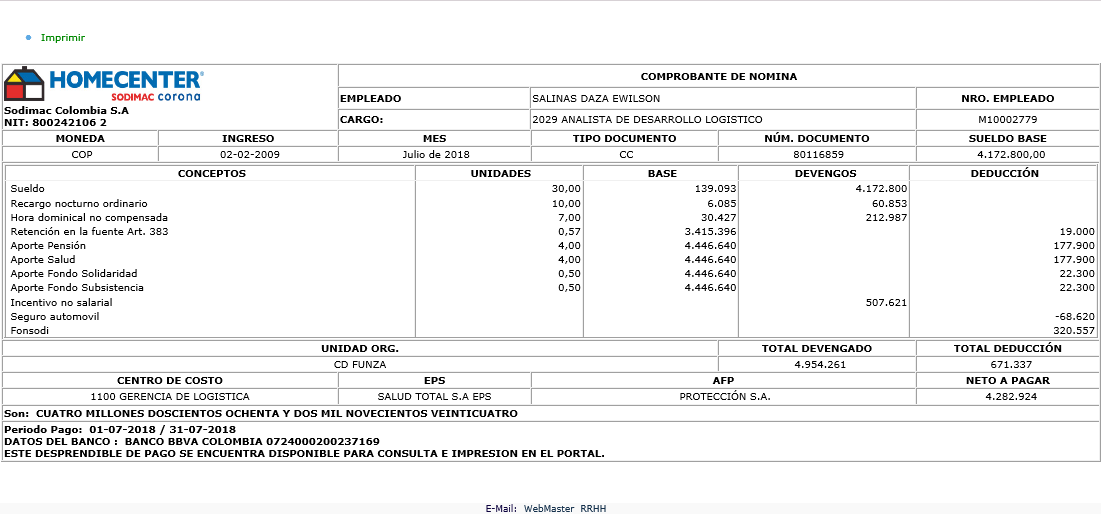 Imprimir
HOMECENTER
SODIMAC corona
Sodimac Colombia S.A
NIT: 800242106 2
COMPROBANTE DE NOMINA
EMPLEADO SALINAS DAZA EWILSON NRO. EMPLEADO
CARGO: 2029 ANALISTA DE DESARROLLO LOGISTICO M10002779
MONEDA INGRESO MES TIPO DOCUMENTO NÚM. DOCUMENTO SUELDO BASE
COP 02-02-2009 Julio de 2018 CC 80116859 4.172.800,00
CONCEPTOS UNIDADES BASE DEVENGOS DEDUCCIÓN
Sueldo 30,00 139.093 4.172.800
Recargo nocturno ordinario 10,00 6.085 60.853
Hora dominical no compensada 7,00 30.427 212.987
Retención en la fuente Art. 383 0,57 3.415.396 19.000
Aporte Pensión 4,00 4.446.640 177.900
Aporte Salud 4,00 4.446.640 177.900
Aporte Fondo Solidaridad 0,50 4.446.640 22.300
Aporte Fondo Subsistencia 0,50 4.446.640 22.300
Incentivo no salarial 507.621
Seguro automovil -68.620
Fonsodi 320.557
UNIDAD ORG. TOTAL DEVENGADO TOTAL DEDUCCIÓN
CD FUNZA 4.954.261 671.337
CENTRO DE COSTO EPS AFP NETO A PAGAR
1100 GERENCIA DE LOGISTICA SALUD TOTAL S.A EPS PROTECCIÓN S.A. 4.282.924
Son: CUATRO MILLONES DOSCIENTOS OCHENTA Y DOS MIL NOVECIENTOS VEINTICUATRO
Periodo Pago: 01-07-2018 / 31-07-2018
DATOS DEL BANCO : BANCO BBVA COLOMBIA 0724000200237169
ESTE DESPRENDIBLE DE PAGO SE ENCUENTRA DISPONIBLE PARA CONSULTA E IMPRESION EN EL PORTAL.
E-Mail: WebMaster RRHH